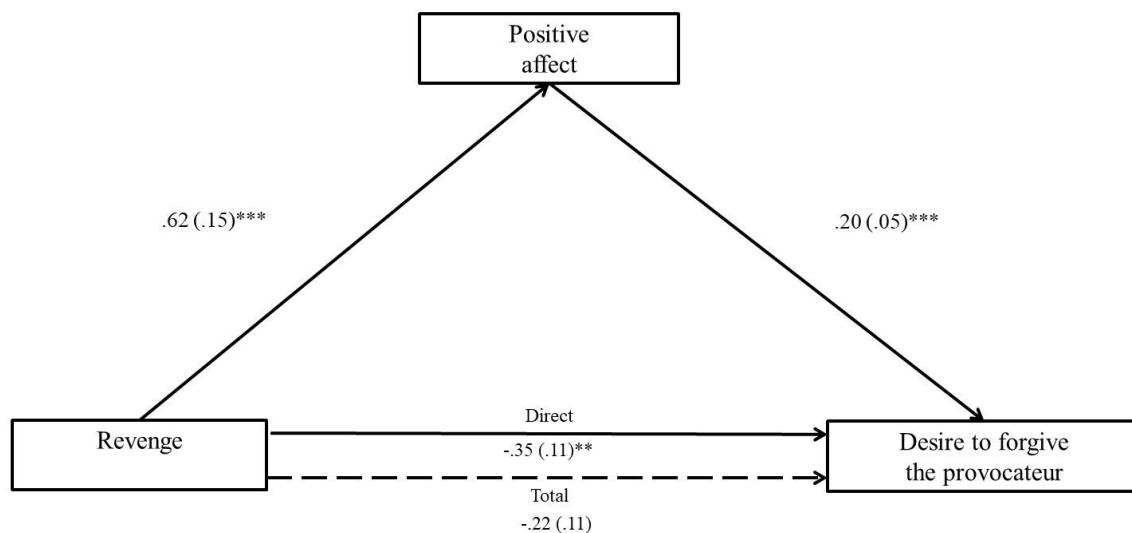 Positive
affect
.62 (.15)***
.20 (.05)***
Revenge
Direct
-.35 (.11)**
Total
-.22 (.11)
Desire to forgive
the provocateur